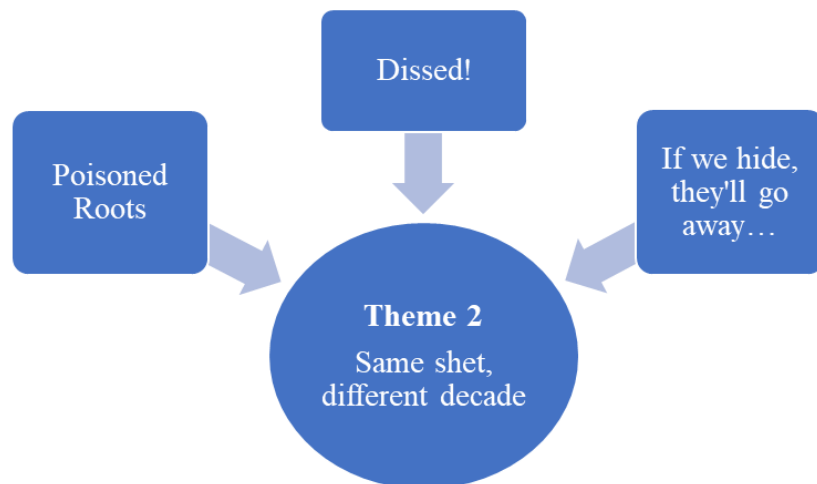 Dissed!
Poisoned
Roots
If we hide,
they'll go
away…
Theme 2
Same shet,
different decade